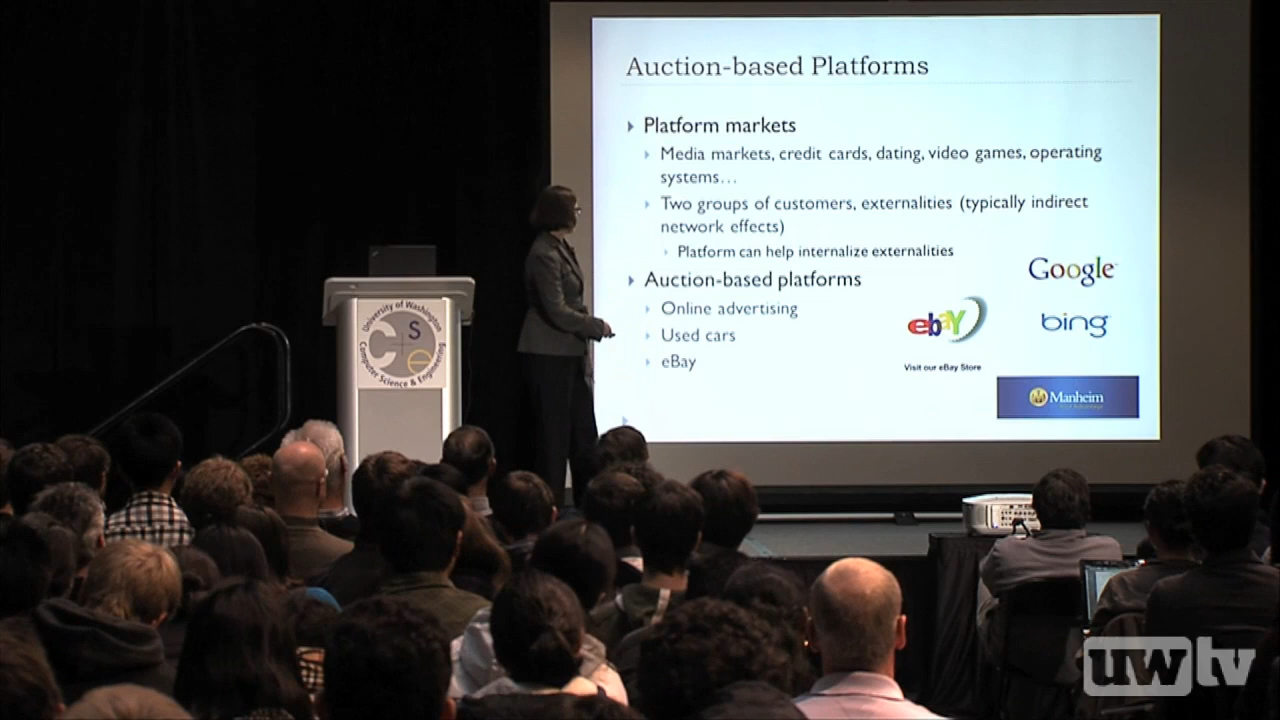 Auction-based Platforms
Platform markets
Media markets, credit cards, dating, video games, operating
systems…
Two groups of customers, externalities (typically indirect
network effects)
Platform can help internalize externalities
Auction-based platforms
Online advertising
Used cars
eBay
Google
ebaY
bing
Visit our eBay Store
Manheim
University of Washington
CSE
Computer Science & Engineering
uwtv